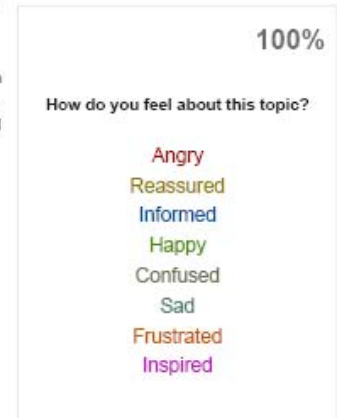 100%
How do you feel about this topic?
Angry
Reassured
Informed
Happy
Confused
Sad
Frustrated
Inspired